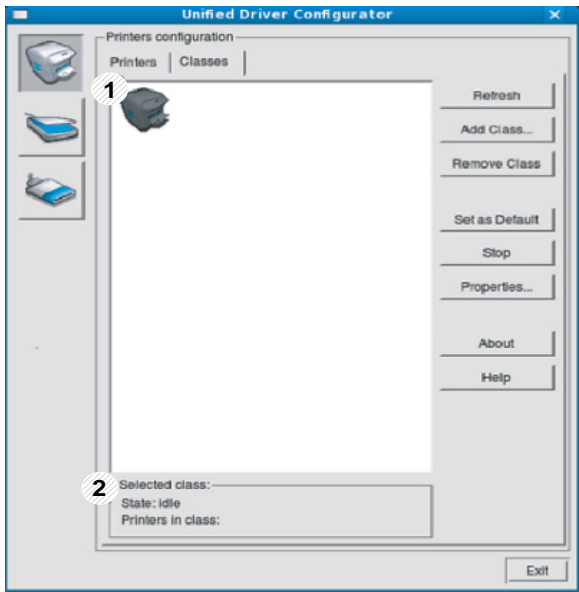 Unified Driver Configurator
Printers configuration
Printers
Classes
1
Refresh
Add Class...
Remove Class
Set as Default
Stop
Properties...
About
Help
2
Selected class:
State: idle
Printers in class:
Exit